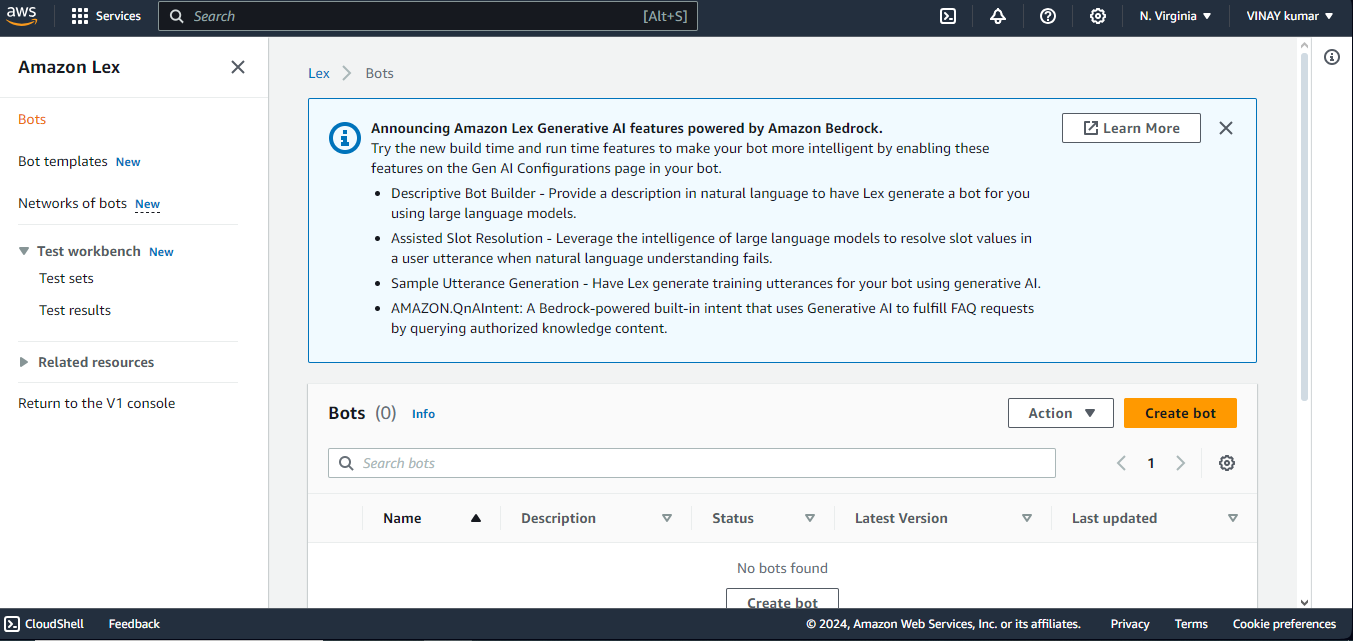 aws
Services
Search
[Alt+S]
N. Virginia
VINAY kumar
Amazon Lex
Bots
Bot templates New
Networks of bots New
Test workbench New
Test sets
Test results
Related resources
Return to the V1 console
Lex
Bots
Announcing Amazon Lex Generative AI features powered by Amazon Bedrock.
Try the new build time and run time features to make your bot more intelligent by enabling these
features on the Gen AI Configurations page in your bot.
• Descriptive Bot Builder - Provide a description in natural language to have Lex generate a bot for you
using large language models.
• Assisted Slot Resolution - Leverage the intelligence of large language models to resolve slot values in
a user utterance when natural language understanding fails.
• Sample Utterance Generation - Have Lex generate training utterances for your bot using generative AI.
• AMAZON.QnAIntent: A Bedrock-powered built-in intent that uses Generative AI to fulfill FAQ requests
by querying authorized knowledge content.
Learn More
Bots (0) Info
Action
Create bot
Search bots
1
Name
Description
Status
Latest Version
Last updated
No bots found
Create bot
CloudShell
Feedback
© 2024, Amazon Web Services, Inc. or its affiliates.
Privacy
Terms
Cookie preferences